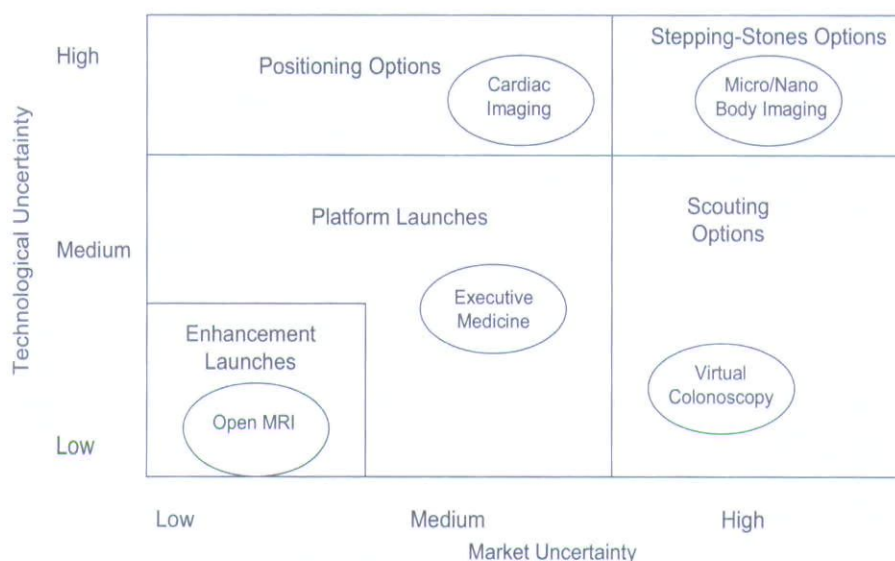 Stepping-Stones Options
High
Positioning Options
Cardiac
Imaging
Micro/Nano
Body Imaging
Technological Uncertainty
Platform Launches
Scouting
Options
Medium
Executive
Medicine
Enhancement
Launches
Virtual
Colonoscopy
Open MRI
Low
Low
Medium
High
Market Uncertainty